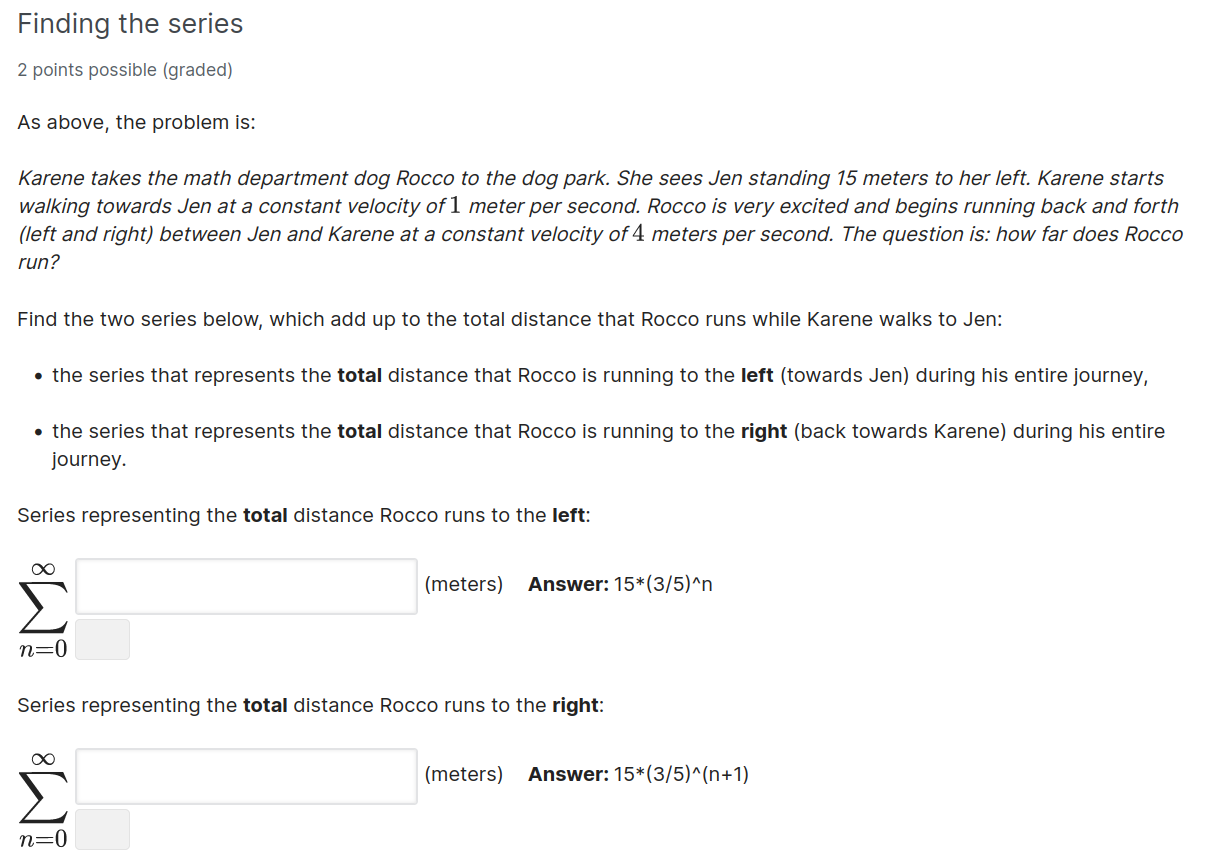 Finding the series
2 points possible (graded)
As above, the problem is:
Karene takes the math department dog Rocco to the dog park. She sees Jen standing 15 meters to her left. Karene starts
walking towards Jen at a constant velocity of 1 meter per second. Rocco is very excited and begins running back and forth
(left and right) between Jen and Karene at a constant velocity of 4 meters per second. The question is: how far does Rocco
run?
Find the two series below, which add up to the total distance that Rocco runs while Karene walks to Jen:
• the series that represents the total distance that Rocco is running to the left (towards Jen) during his entire journey,
• the series that represents the total distance that Rocco is running to the right (back towards Karene) during his entire
journey.
Series representing the total distance Rocco runs to the left:
∞
∑ (meters) Answer: 15*(3/5)^n
n=0
Series representing the total distance Rocco runs to the right:
∞
∑ (meters) Answer: 15*(3/5)^(n+1)
n=0